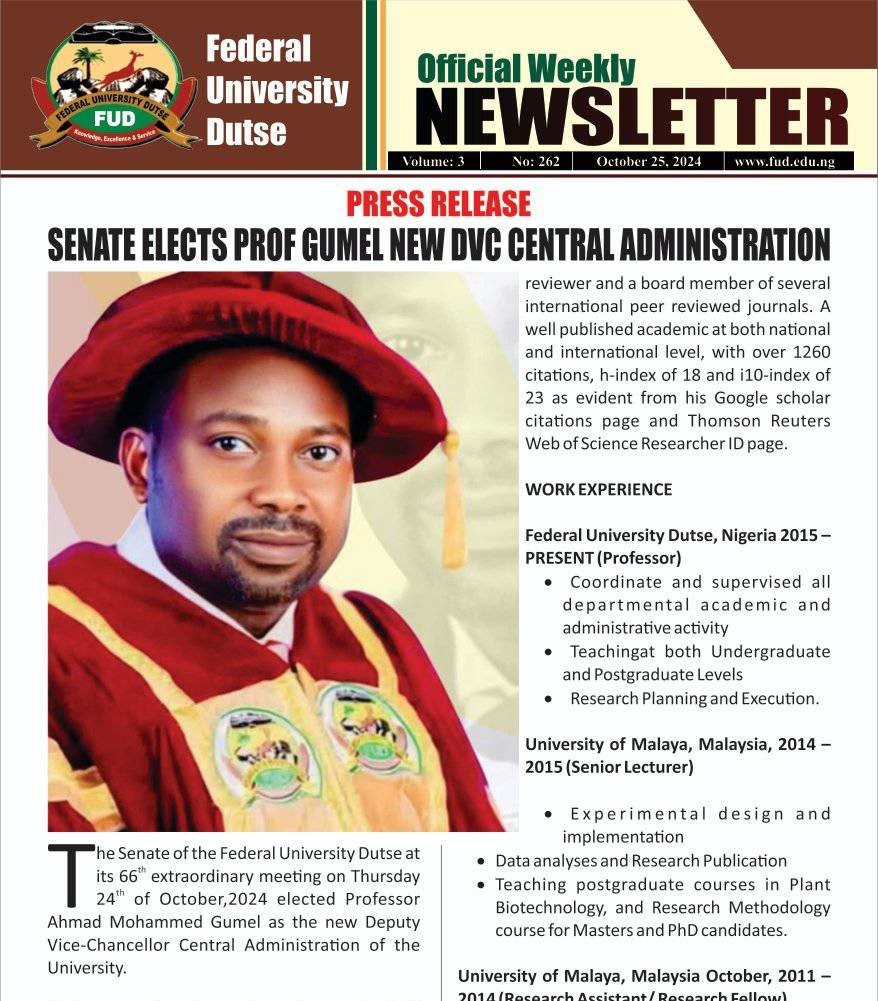 Federal
University
Dutse
FEDERAL UNIVERSITY DUTSE
FUD
Knowledge, Excellence & Service
Official Weekly
NEWSLETTER
Volume: 3 No: 262 October 25, 2024 www.fud.edu.ng
PRESS RELEASE
SENATE ELECTS PROF GUMEL NEW DVC CENTRAL ADMINISTRATION
The Senate of the Federal University Dutse at
its 66th extraordinary meeting on Thursday
24th of October,2024 elected Professor
Ahmad Mohammed Gumel as the new Deputy
Vice-Chancellor Central Administration of the
University.
reviewer and a board member of several
international peer reviewed journals. A
well published academic at both national
and international level, with over 1260
citations, h-index of 18 and i10-index of
23 as evident from his Google scholar
citations page and Thomson Reuters
Web of Science Researcher ID page.
WORK EXPERIENCE
Federal University Dutse, Nigeria 2015 –
PRESENT (Professor)
• Coordinate and supervised all
departmental academic and
administrative activity
• Teachingat both Undergraduate
and Postgraduate Levels
• Research Planning and Execution.
University of Malaya, Malaysia, 2014 –
2015 (Senior Lecturer)
• Experimental design and
implementation
• Data analyses and Research Publication
• Teaching postgraduate courses in Plant
Biotechnology, and Research Methodology
course for Masters and PhD candidates.
University of Malaya, Malaysia October, 2011 –
2014 (Research Assistant/ Research Fellow)